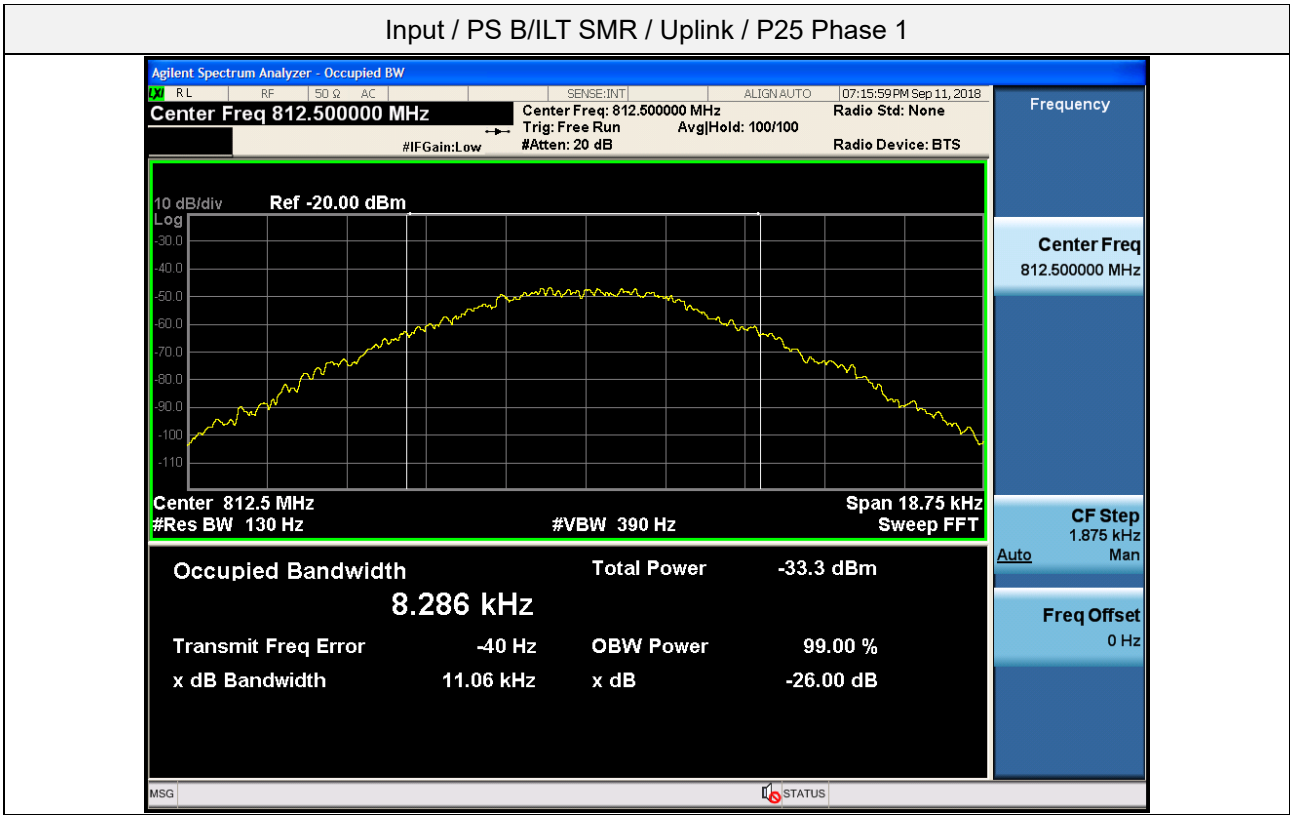 Input / PS B/ILT SMR / Uplink / P25 Phase 1
Agilent Spectrum Analyzer - Occupied BW
LXI RL RF 50 Ω AC SENSE:INT ALIGN AUTO 07:15:59 PM Sep 11, 2018
Center Freq 812.500000 MHz
Center Freq: 812.500000 MHz
Radio Std: None
Trig: Free Run Avg|Hold: 100/100
#IFGain:Low #Atten: 20 dB Radio Device: BTS
Frequency
10 dB/div Ref -20.00 dBm
Log
-30.0
-40.0
-50.0
-60.0
-70.0
-80.0
-90.0
-100
-110
Center 812.5 MHz Span 18.75 kHz
#Res BW 130 Hz #VBW 390 Hz Sweep FFT
Center Freq
812.500000 MHz
CF Step
1.875 kHz
Auto Man
Freq Offset
0 Hz
Occupied Bandwidth Total Power -33.3 dBm
8.286 kHz
Transmit Freq Error -40 Hz OBW Power 99.00 %
x dB Bandwidth 11.06 kHz x dB -26.00 dB
MSG STATUS